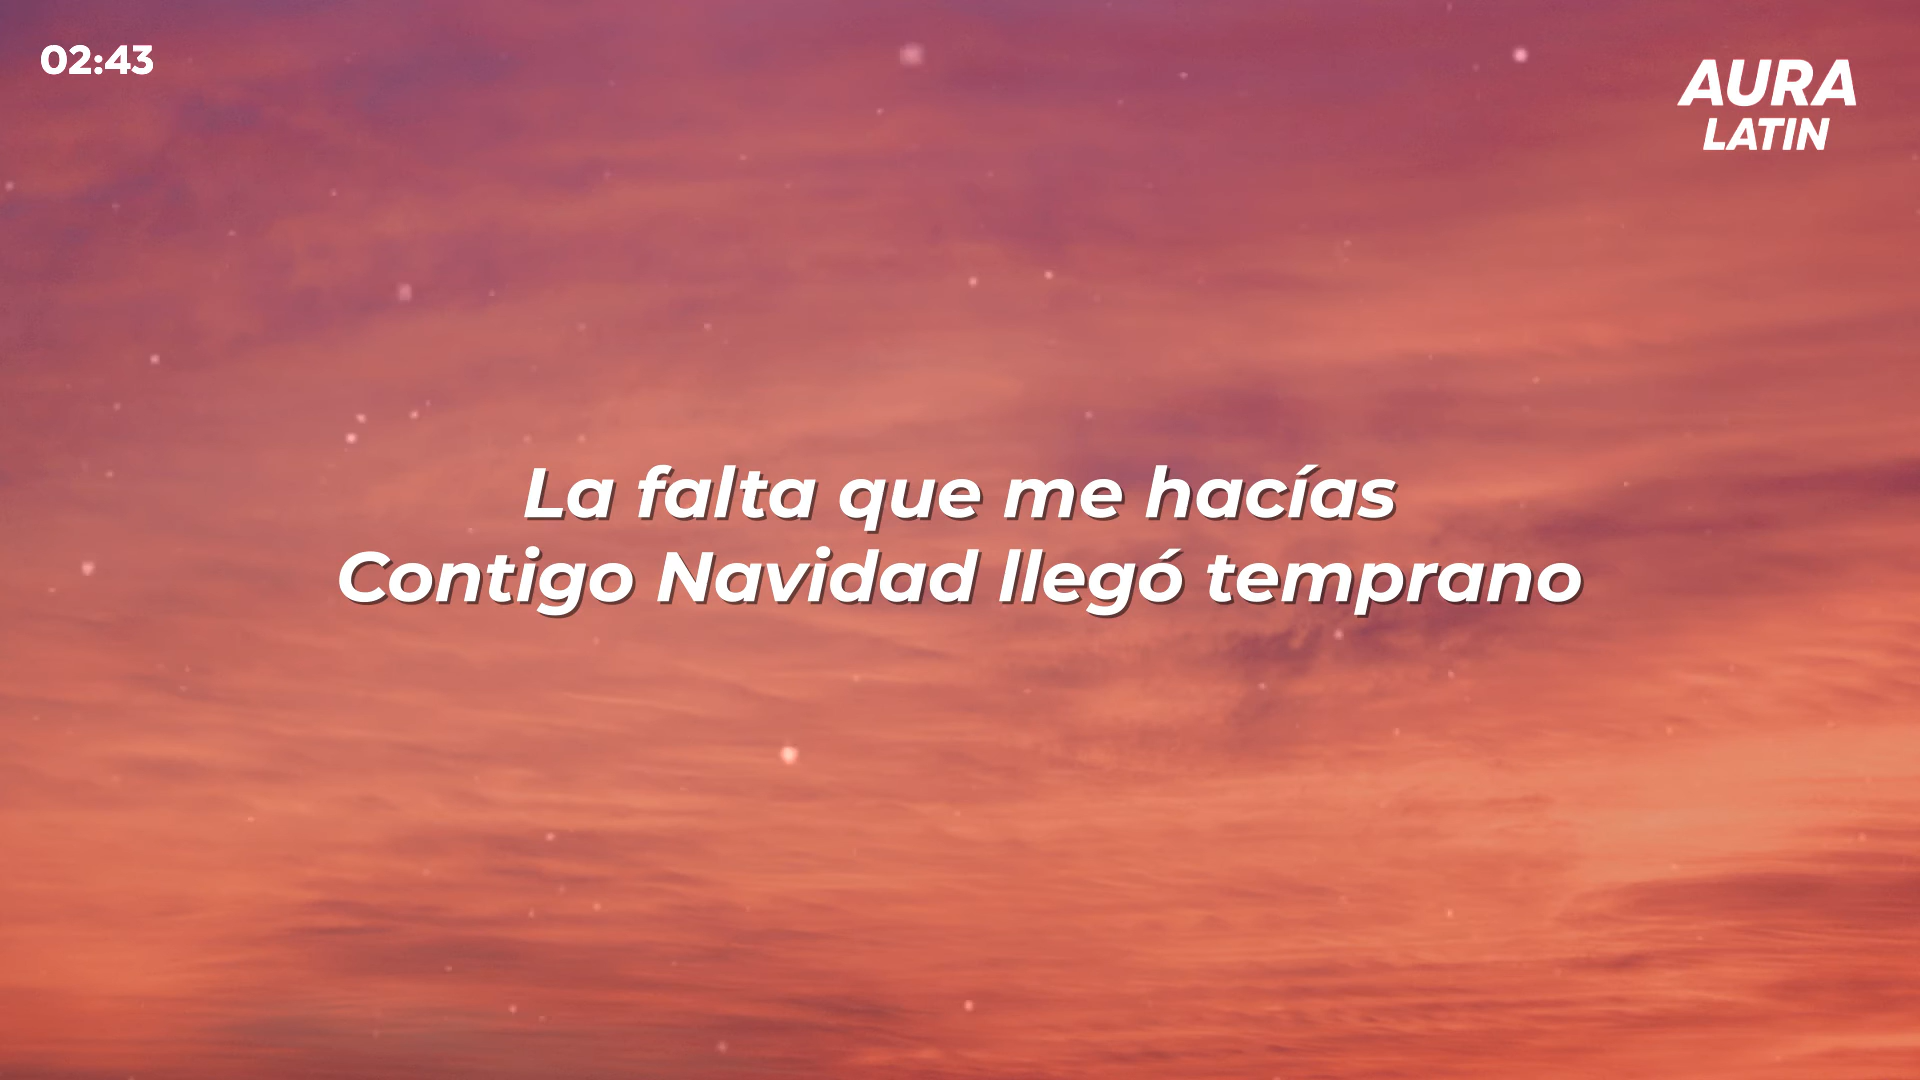 02:43
AURA
LATIN
La falta que me hacías
Contigo Navidad llegó temprano